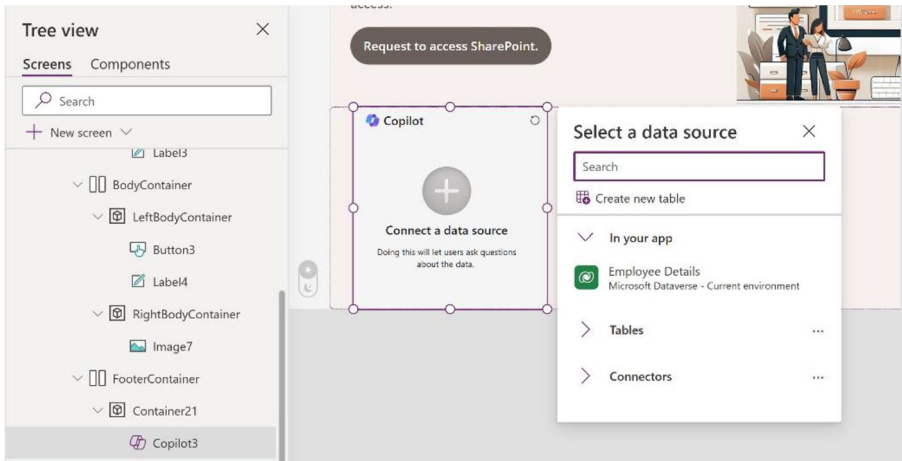 Tree view
Screens Components
Search
New screen
Label3
BodyContainer
LeftBodyContainer
Button3
Label4
RightBodyContainer
Image7
FooterContainer
Container21
Copilot3
access.
Request to access SharePoint.
Copilot
Connect a data source
Doing this will let users ask questions
about the data.
Select a data source
Search
Create new table
In your app
Employee Details
Microsoft Dataverse - Current environment
Tables
Connectors